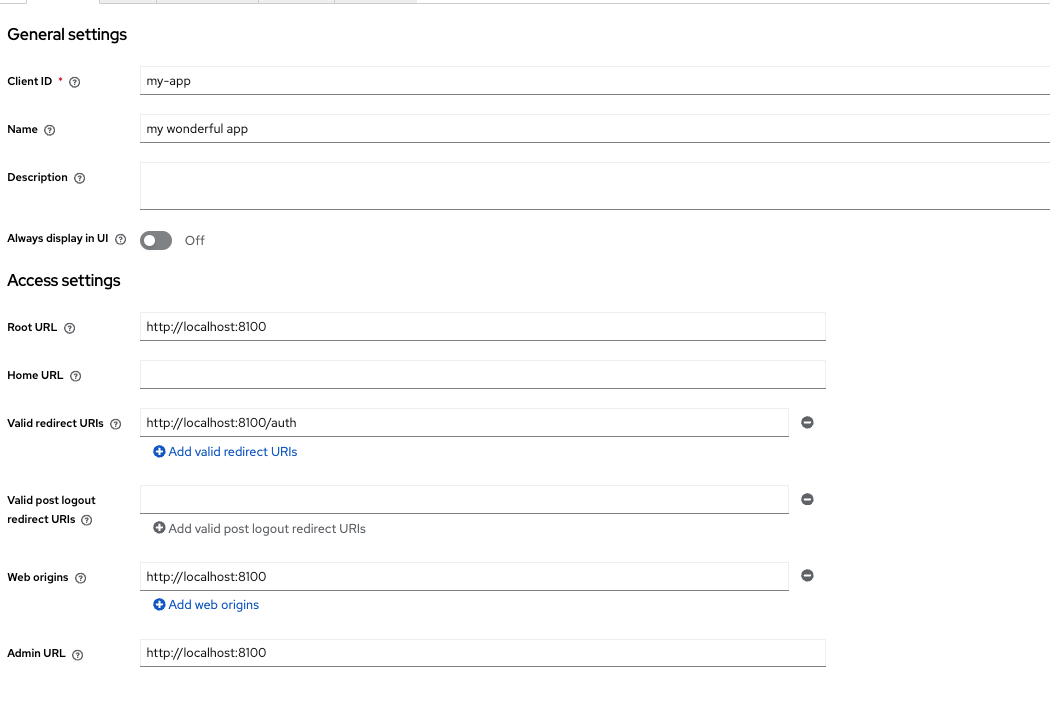 General settings
Client ID * my-app
Name my wonderful app
Description
Always display in UI Off
Access settings
Root URL http://localhost:8100
Home URL
Valid redirect URIs http://localhost:8100/auth
Add valid redirect URIs
Valid post logout
redirect URIs
Add valid post logout redirect URIs
Web origins http://localhost:8100
Add web origins
Admin URL http://localhost:8100